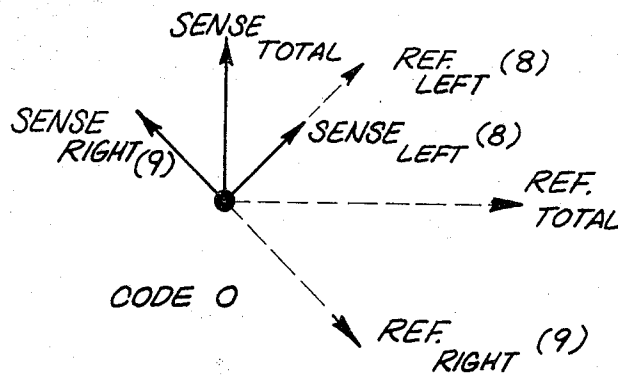 SENSE TOTAL
REF. LEFT (8)
SENSE RIGHT (9)
SENSE LEFT (8)
REF. TOTAL
CODE 0
REF. RIGHT (9)